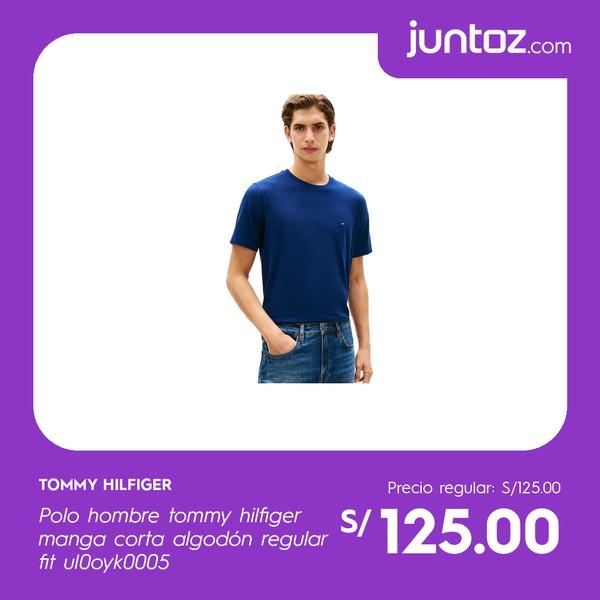 juntoz.com
TOMMY HILFIGER
Polo hombre tommy hilfiger
manga corta algodón regular
fit ul0oyk0005
Precio regular: S/125.00
S/ 125.00